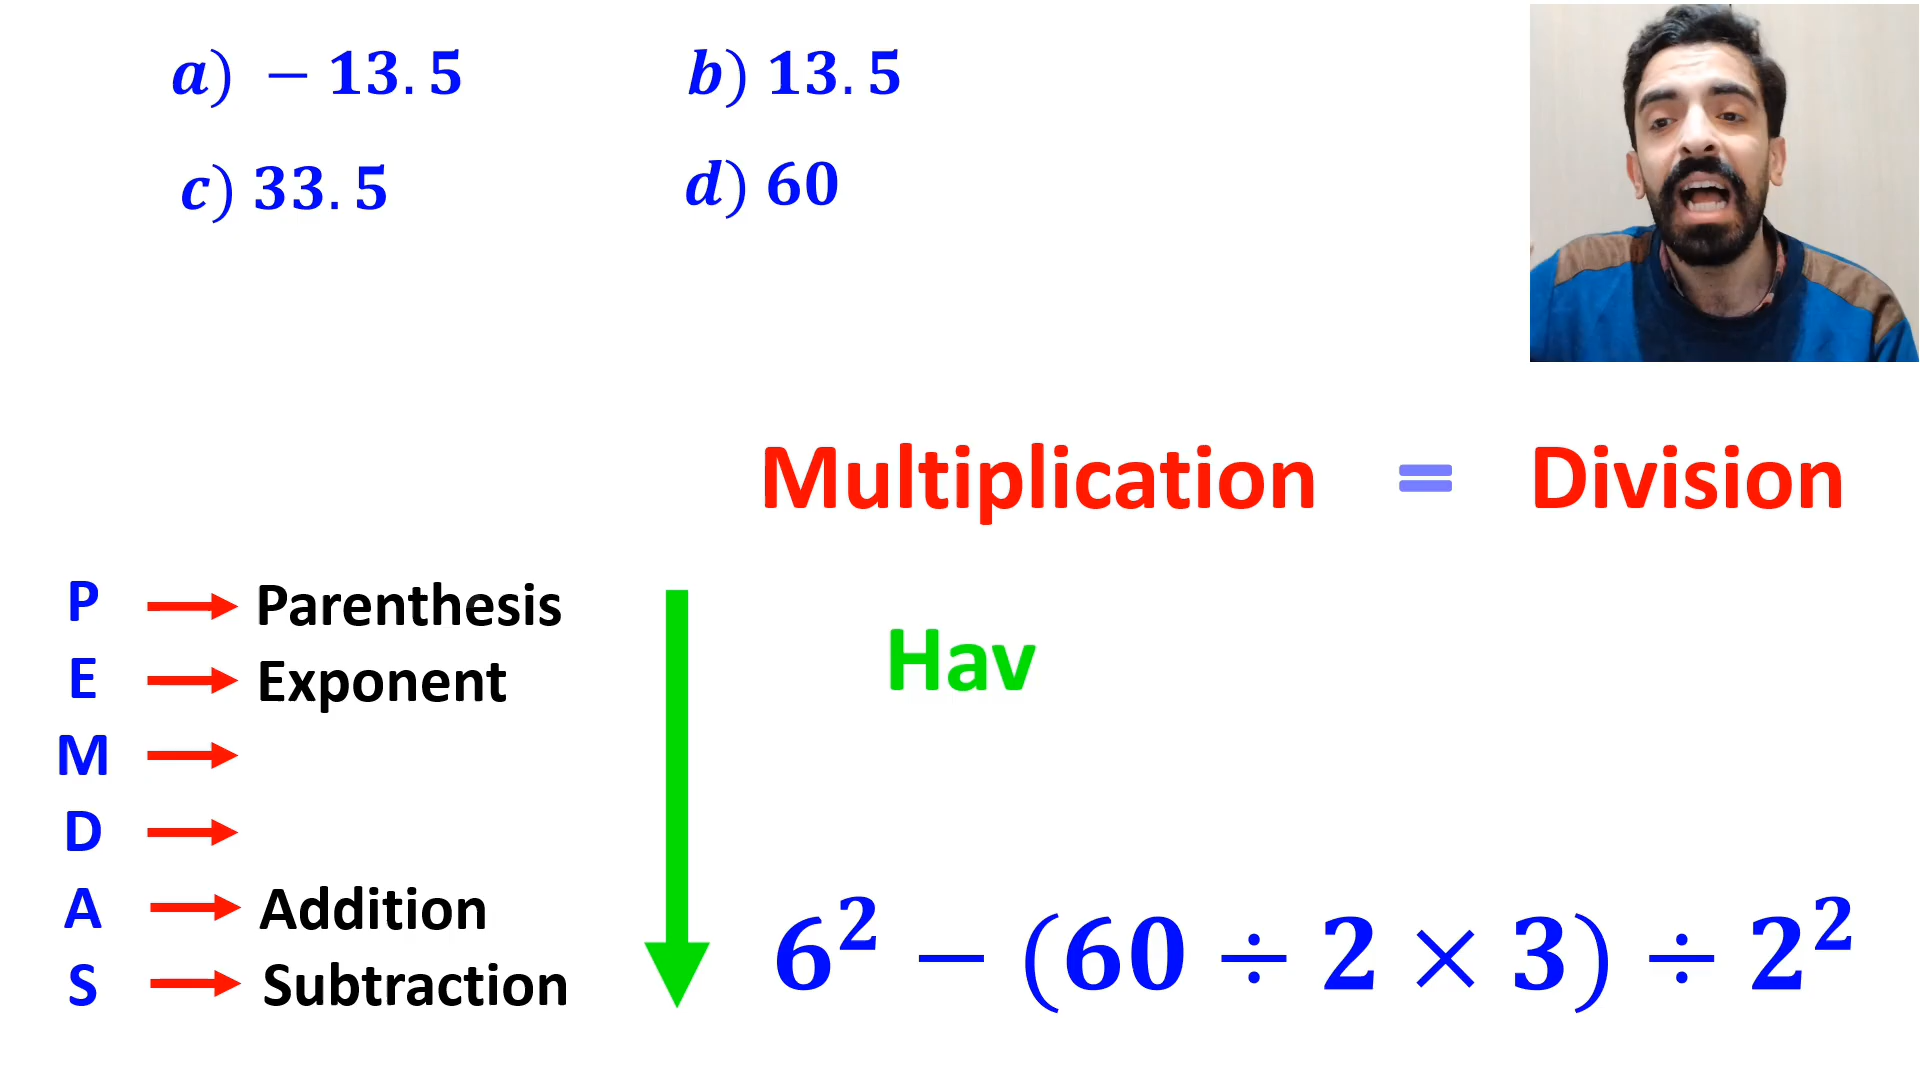 a) − 13.5 b) 13.5
c) 33.5 d) 60
Multiplication = Division
P → Parenthesis
E → Exponent
M →
D →
A → Addition
S → Subtraction
Hav
6² − (60 ÷ 2 × 3) ÷ 2²